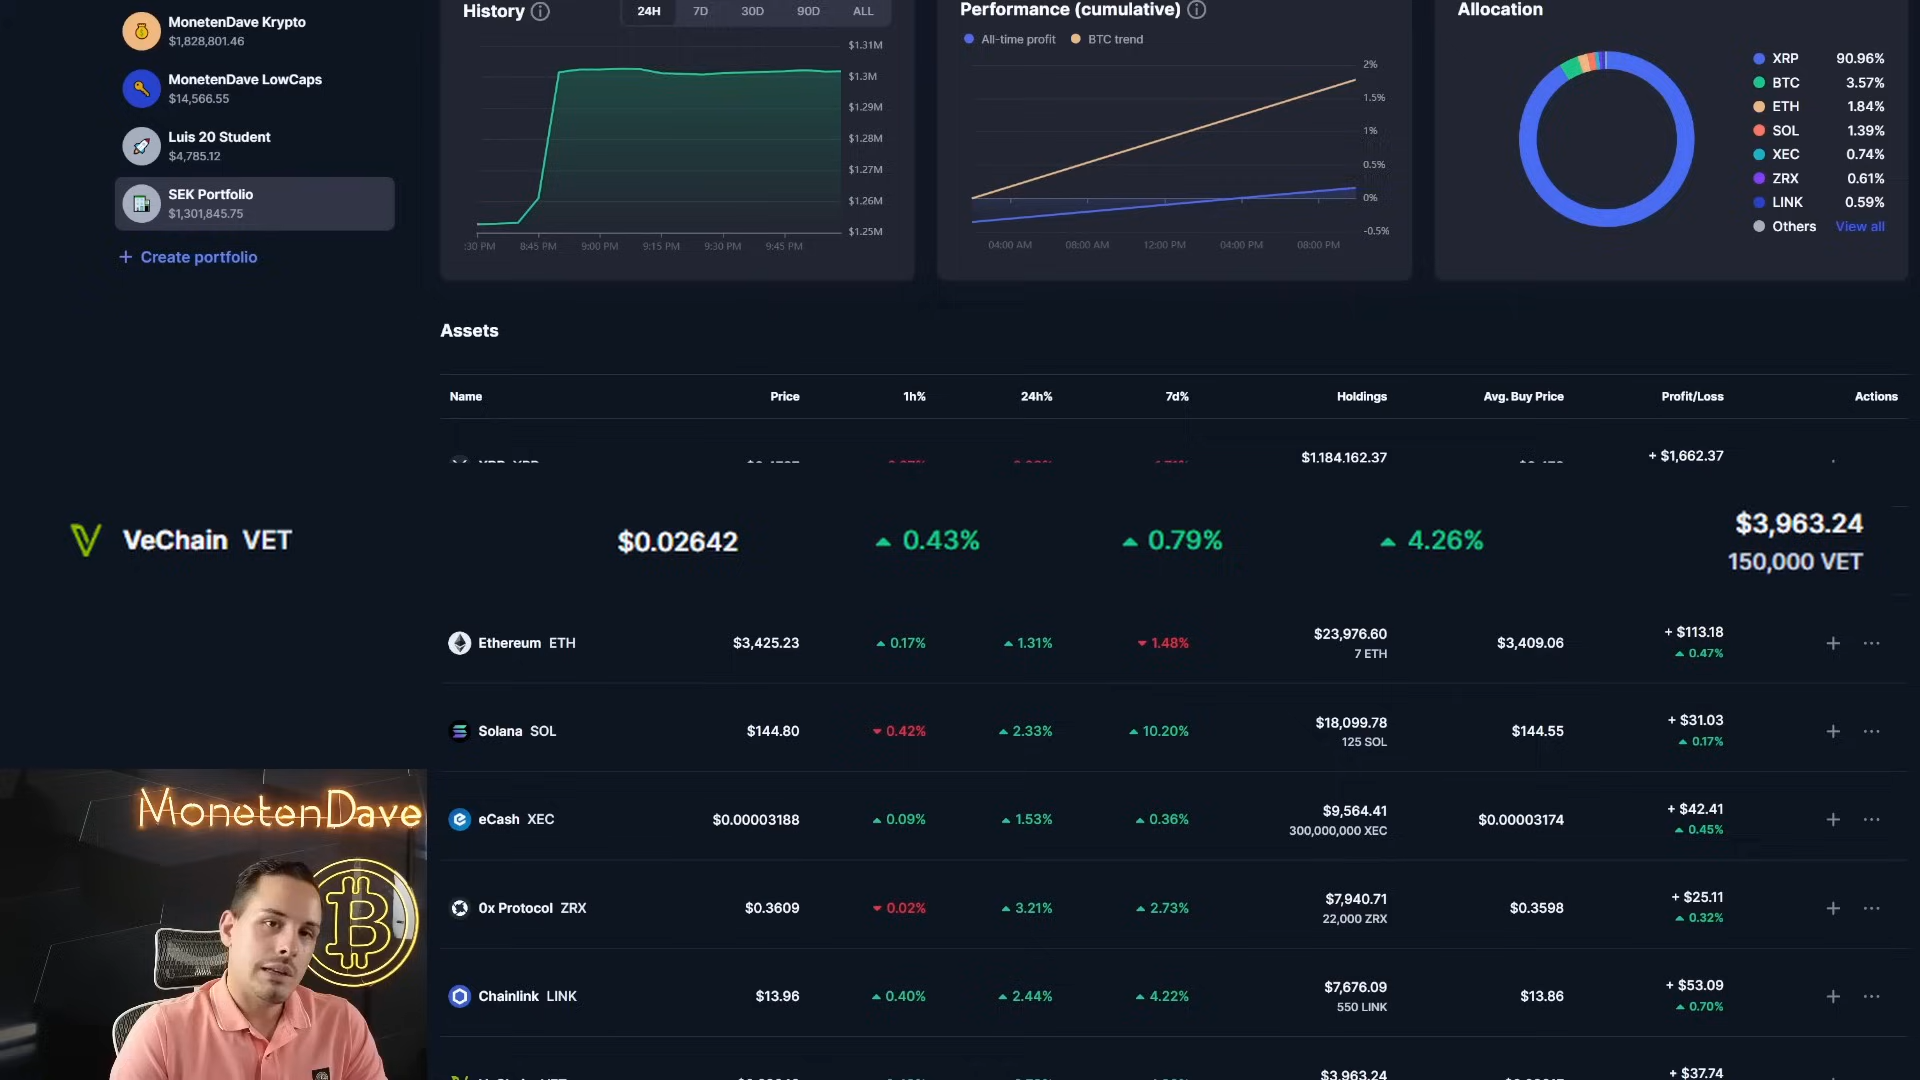 MonetenDave Krypto
$1,828,801.46
MonetenDave LowCaps
$14,566.55
Luis 20 Student
$4,785.12
SEK Portfolio
$1,301,845.75
+ Create portfolio
History
24H 7D 30D 90D ALL
$1.31M
$1.3M
$1.29M
$1.28M
$1.27M
$1.26M
$1.25M
:30 PM 8:45 PM 9:00 PM 9:15 PM 9:30 PM 9:45 PM
Performance (cumulative)
All-time profit BTC trend
2%
1.5%
1%
0.5%
0%
-0.5%
04:00 AM 08:00 AM 12:00 PM 04:00 PM 08:00 PM
Allocation
XRP 90.96%
BTC 3.57%
ETH 1.84%
SOL 1.39%
XEC 0.74%
ZRX 0.61%
LINK 0.59%
Others View all
Assets
Name Price 1h% 24h% 7d% Holdings Avg. Buy Price Profit/Loss Actions
$1,184,162.37 + $1,662.37
VeChain VET $0.02642 0.43% 0.79% 4.26% $3,963.24
150,000 VET
Ethereum ETH $3,425.23 0.17% 1.31% 1.48% $23,976.60 $3,409.06 + $113.18
7 ETH 0.47%
Solana SOL $144.80 0.42% 2.33% 10.20% $18,099.78 $144.55 + $31.03
125 SOL 0.17%
eCash XEC $0.00003188 0.09% 1.53% 0.36% $9,564.41 $0.00003174 + $42.41
300,000,000 XEC 0.45%
0x Protocol ZRX $0.3609 0.02% 3.21% 2.73% $7,940.71 $0.3598 + $25.11
22,000 ZRX 0.32%
Chainlink LINK $13.96 0.40% 2.44% 4.22% $7,676.09 $13.86 + $53.09
550 LINK 0.70%
$3,963.24 + $37.74
MonetenDave